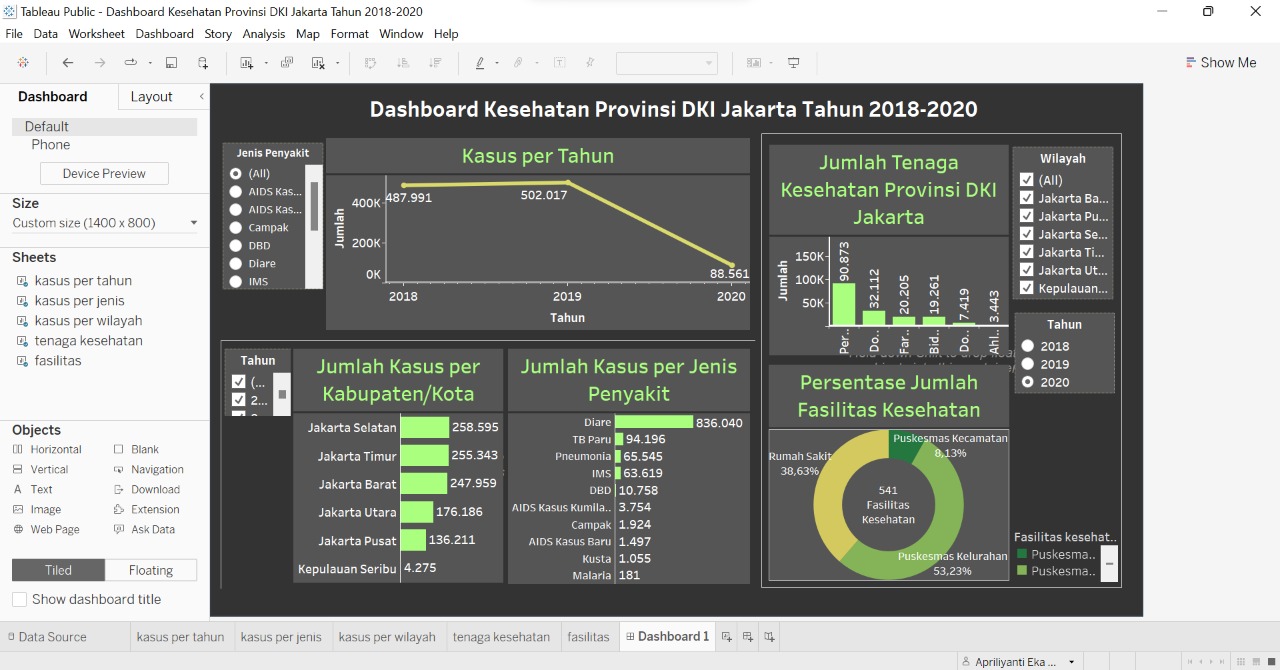 Tableau Public - Dashboard Kesehatan Provinsi DKI Jakarta Tahun 2018-2020
File Data Worksheet Dashboard Story Analysis Map Format Window Help
Show Me
Dashboard Layout
Default
Phone
Device Preview
Size
Custom size (1400 x 800)
Sheets
kasus per tahun
kasus per jenis
kasus per wilayah
tenaga kesehatan
fasilitas
Objects
Horizontal Blank
Vertical Navigation
Text Download
Image Extension
Web Page Ask Data
Tiled Floating
Show dashboard title
Dashboard Kesehatan Provinsi DKI Jakarta Tahun 2018-2020
Jenis Penyakit
(All)
AIDS Kas...
AIDS Kas...
Campak
DBD
Diare
IMS
Kasus per Tahun
Jumlah
400K
200K
0K
487.991
502.017
88.561
2018 2019 2020
Tahun
Tahun
(...
2...
Jumlah Kasus per
Kabupaten/Kota
Jakarta Selatan 258.595
Jakarta Timur 255.343
Jakarta Barat 247.959
Jakarta Utara 176.186
Jakarta Pusat 136.211
Kepulauan Seribu 4.275
Jumlah Kasus per Jenis
Penyakit
Diare 836.040
TB Paru 94.196
Pneumonia 65.545
IMS 63.619
DBD 10.758
AIDS Kasus Kumila.. 3.754
Campak 1.924
AIDS Kasus Baru 1.497
Kusta 1.055
Malaria 181
Jumlah Tenaga
Kesehatan Provinsi DKI
Jakarta
Jumlah
150K
100K
50K
90.873
32.112
20.205
19.261
7.419
3.443
Per..
Do..
Far..
Bid..
Do..
Ahl..
Wilayah
(All)
Jakarta Ba...
Jakarta Pu...
Jakarta Se...
Jakarta Ti...
Jakarta Ut...
Kepulauan...
Tahun
2018
2019
2020
Persentase Jumlah
Fasilitas Kesehatan
Puskesmas Kecamatan
8,13%
Rumah Sakit
38,63%
541
Fasilitas
Kesehatan
Puskesmas Kelurahan
53,23%
Fasilitas kesehat..
Puskesma..
Puskesma..
Data Source kasus per tahun kasus per jenis kasus per wilayah tenaga kesehatan fasilitas Dashboard 1
Apriliyanti Eka ...